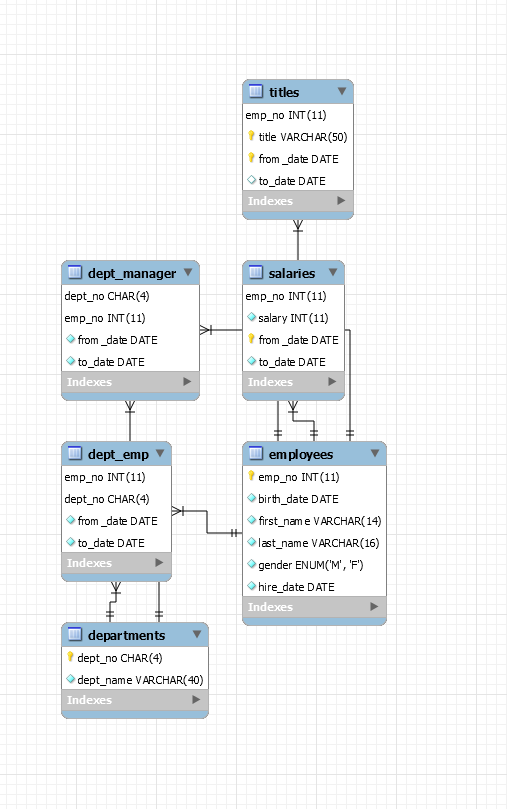 titles
emp_no INT(11)
title VARCHAR(50)
from_date DATE
to_date DATE
Indexes
dept_manager
dept_no CHAR(4)
emp_no INT(11)
from_date DATE
to_date DATE
Indexes
salaries
emp_no INT(11)
salary INT(11)
from_date DATE
to_date DATE
Indexes
dept_emp
emp_no INT(11)
dept_no CHAR(4)
from_date DATE
to_date DATE
Indexes
employees
emp_no INT(11)
birth_date DATE
first_name VARCHAR(14)
last_name VARCHAR(16)
gender ENUM('M', 'F')
hire_date DATE
Indexes
departments
dept_no CHAR(4)
dept_name VARCHAR(40)
Indexes